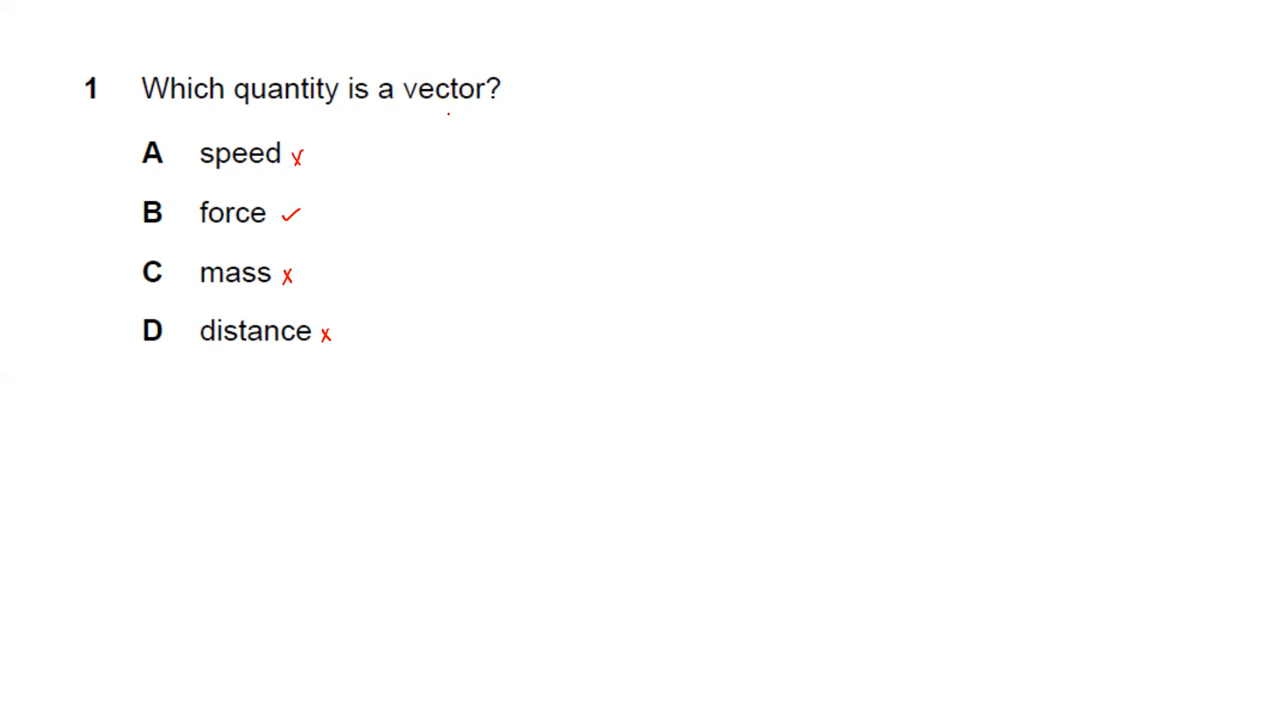 1 Which quantity is a vector?
A speed ✗
B force ✓
C mass ✗
D distance ✗